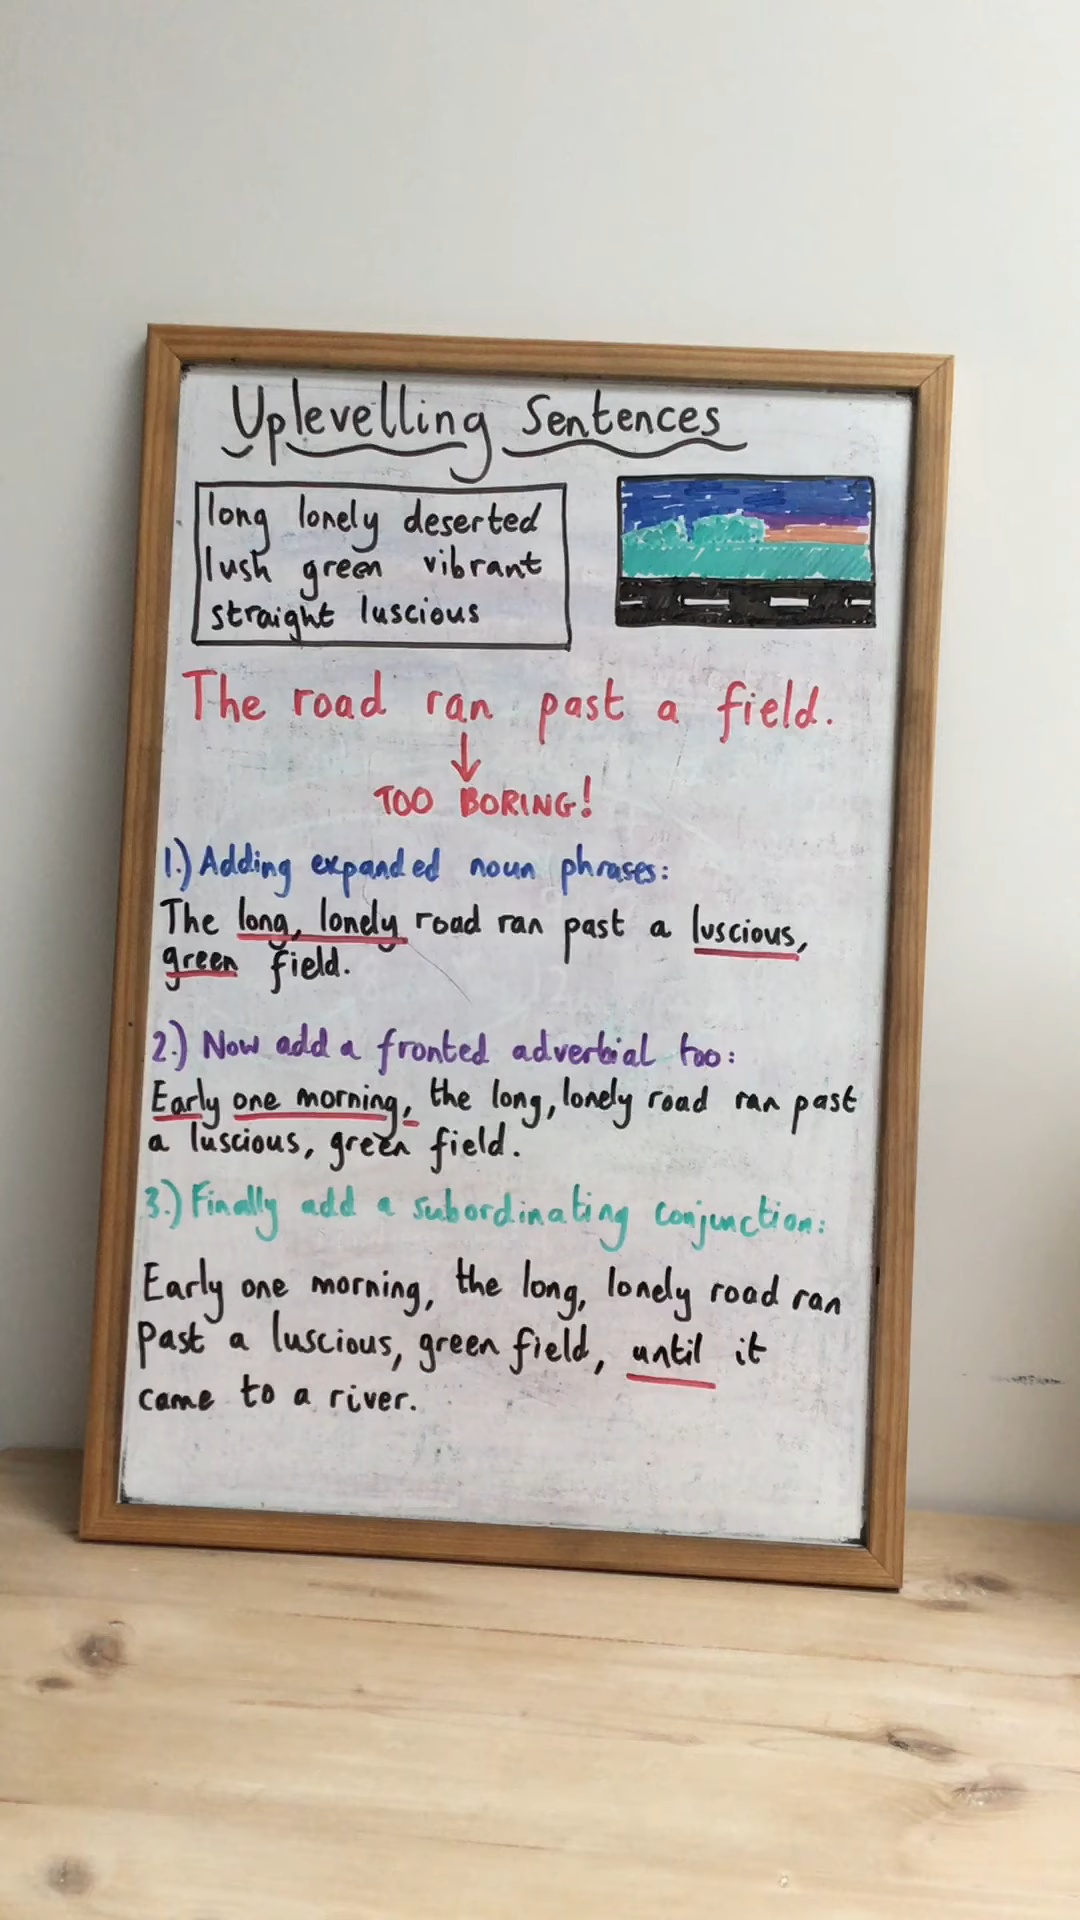 Uplevelling Sentences
long lonely deserted
lush green vibrant
straight luscious
The road ran past a field.
TOO BORING!
1.) Adding expanded noun phrases:
The long, lonely road ran past a luscious,
green field.
2.) Now add a fronted adverbial too:
Early one morning, the long, lonely road ran past
a luscious, green field.
3.) Finally add a subordinating conjunction:
Early one morning, the long, lonely road ran
past a luscious, green field, until it
came to a river.